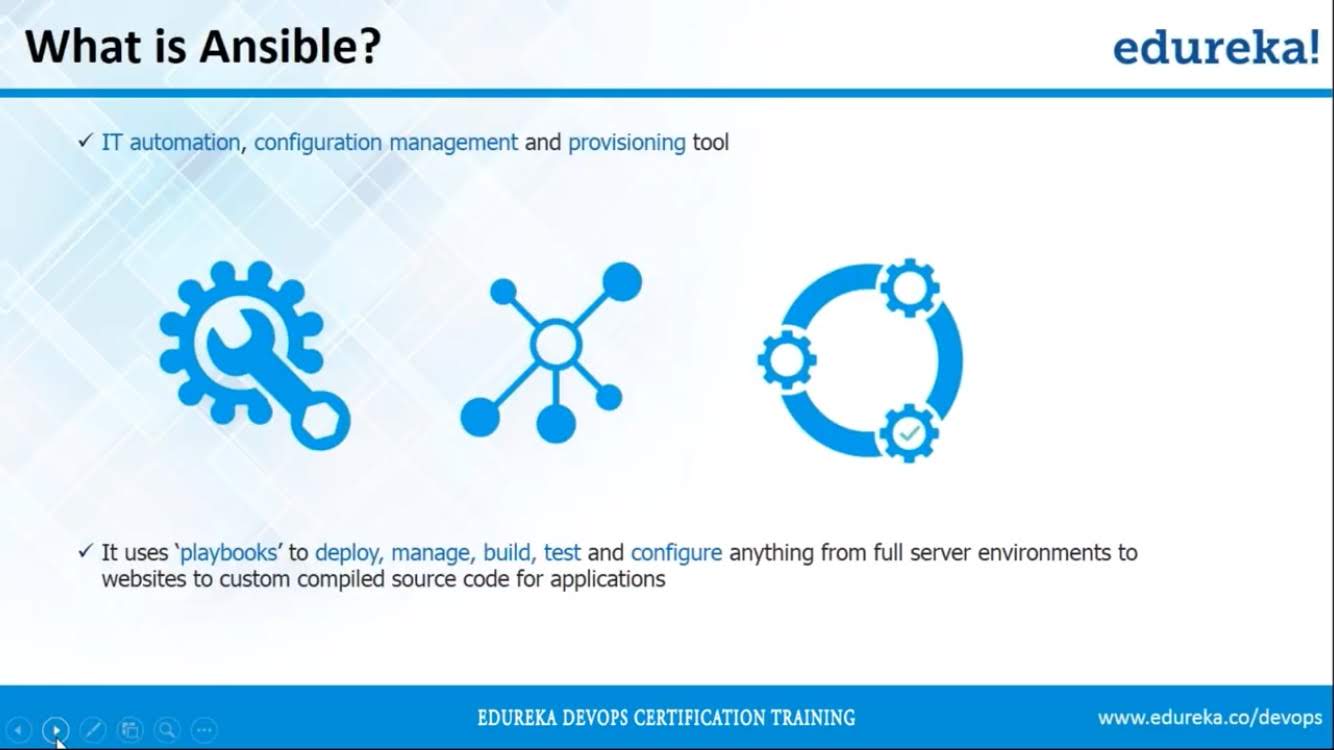 What is Ansible?
edureka!
✓ IT automation, configuration management and provisioning tool
✓ It uses ‘playbooks’ to deploy, manage, build, test and configure anything from full server environments to
websites to custom compiled source code for applications
EDUREKA DEVOPS CERTIFICATION TRAINING
www.edureka.co/devops